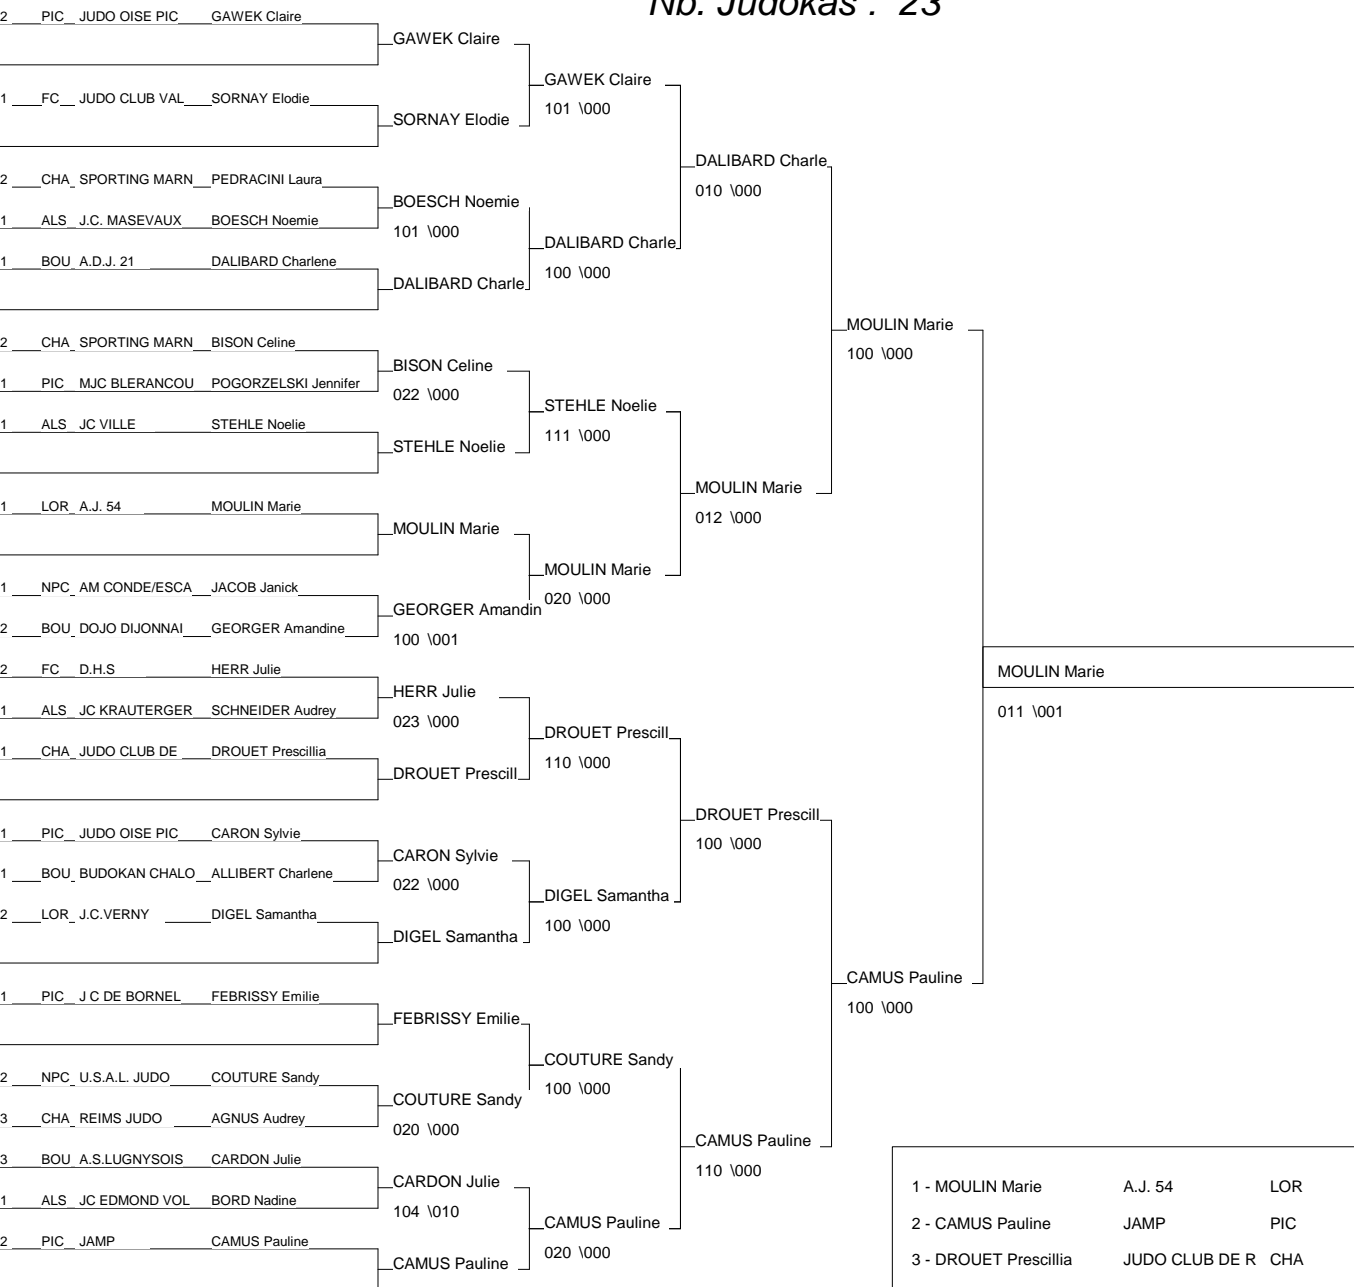 Nb. Judokas : 23
2 PIC JUDO OISE PIC GAWEK Claire
GAWEK Claire
GAWEK Claire
101 \000
1 FC JUDO CLUB VAL SORNAY Elodie
SORNAY Elodie
DALIBARD Charle
010 \000
2 CHA SPORTING MARN PEDRACINI Laura
BOESCH Noemie
101 \000
1 ALS J.C. MASEVAUX BOESCH Noemie
DALIBARD Charle
100 \000
1 BOU A.D.J. 21 DALIBARD Charlene
DALIBARD Charle
MOULIN Marie
100 \000
2 CHA SPORTING MARN BISON Celine
BISON Celine
022 \000
1 PIC MJC BLERANCOU POGORZELSKI Jennifer
STEHLE Noelie
111 \000
1 ALS JC VILLE STEHLE Noelie
STEHLE Noelie
MOULIN Marie
012 \000
1 LOR A.J. 54 MOULIN Marie
MOULIN Marie
MOULIN Marie
020 \000
1 NPC AM CONDE/ESCA JACOB Janick
GEORGER Amandin
100 \001
2 BOU DOJO DIJONNAI GEORGER Amandine
2 FC D.H.S HERR Julie
MOULIN Marie
011 \001
HERR Julie
023 \000
1 ALS JC KRAUTERGER SCHNEIDER Audrey
DROUET Prescill
110 \000
1 CHA JUDO CLUB DE DROUET Prescillia
DROUET Prescill
DROUET Prescill
100 \000
1 PIC JUDO OISE PIC CARON Sylvie
CARON Sylvie
022 \000
1 BOU BUDOKAN CHALO ALLIBERT Charlene
DIGEL Samantha
100 \000
2 LOR J.C.VERNY DIGEL Samantha
DIGEL Samantha
CAMUS Pauline
100 \000
1 PIC J C DE BORNEL FEBRISSY Emilie
FEBRISSY Emilie
COUTURE Sandy
100 \000
2 NPC U.S.A.L. JUDO COUTURE Sandy
COUTURE Sandy
020 \000
3 CHA REIMS JUDO AGNUS Audrey
CAMUS Pauline
110 \000
3 BOU A.S.LUGNYSOIS CARDON Julie
CARDON Julie
104 \010
1 ALS JC EDMOND VOL BORD Nadine
CAMUS Pauline
020 \000
2 PIC JAMP CAMUS Pauline
CAMUS Pauline
1 - MOULIN Marie A.J. 54 LOR
2 - CAMUS Pauline JAMP PIC
3 - DROUET Prescillia JUDO CLUB DE R CHA